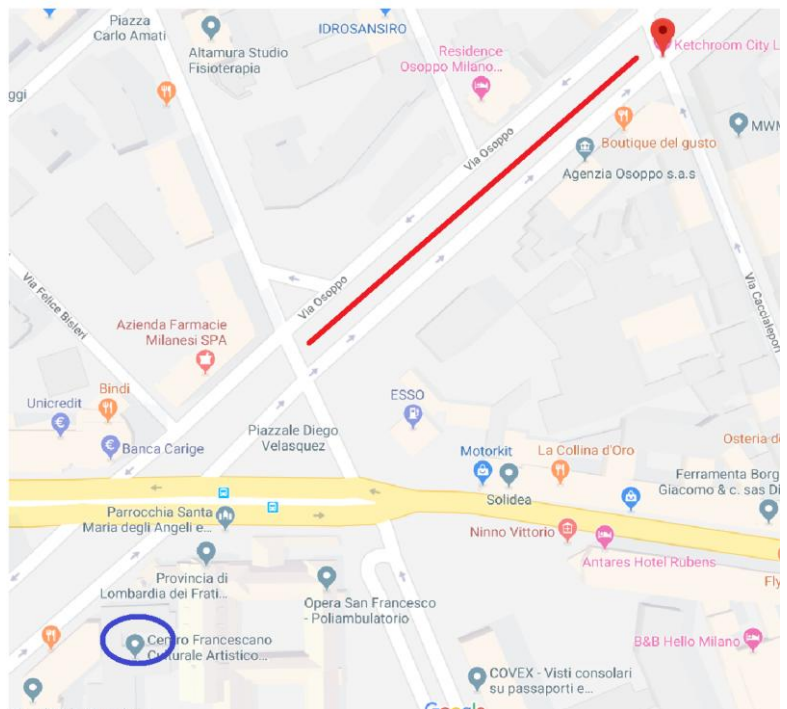 Piazza
Carlo Amati
IDROSANSIRO
Altamura Studio
Fisioterapia
Residence
Osoppo Milano...
Ketchroom City L
ggi
Boutique del gusto
MWM
Via Osoppo
Agenzia Osoppo s.a.s
Via Felice Bisleri
Via Osoppo
Via Caccialepori
Azienda Farmacie
Milanesi SPA
Bindi
Unicredit
ESSO
Banca Carige
Piazzale Diego
Velasquez
Motorkit
La Collina d'Oro
Osteria de
Solidea
Ferramenta Borg
Giacomo & c. sas Di
Parrocchia Santa
Maria degli Angeli e...
Ninno Vittorio
Antares Hotel Rubens
Fly
Provincia di
Lombardia dei Frati...
Opera San Francesco
- Poliambulatorio
Centro Francescano
Culturale Artistico...
B&B Hello Milano
COVEX - Visti consolari
su passaporti e...
Google